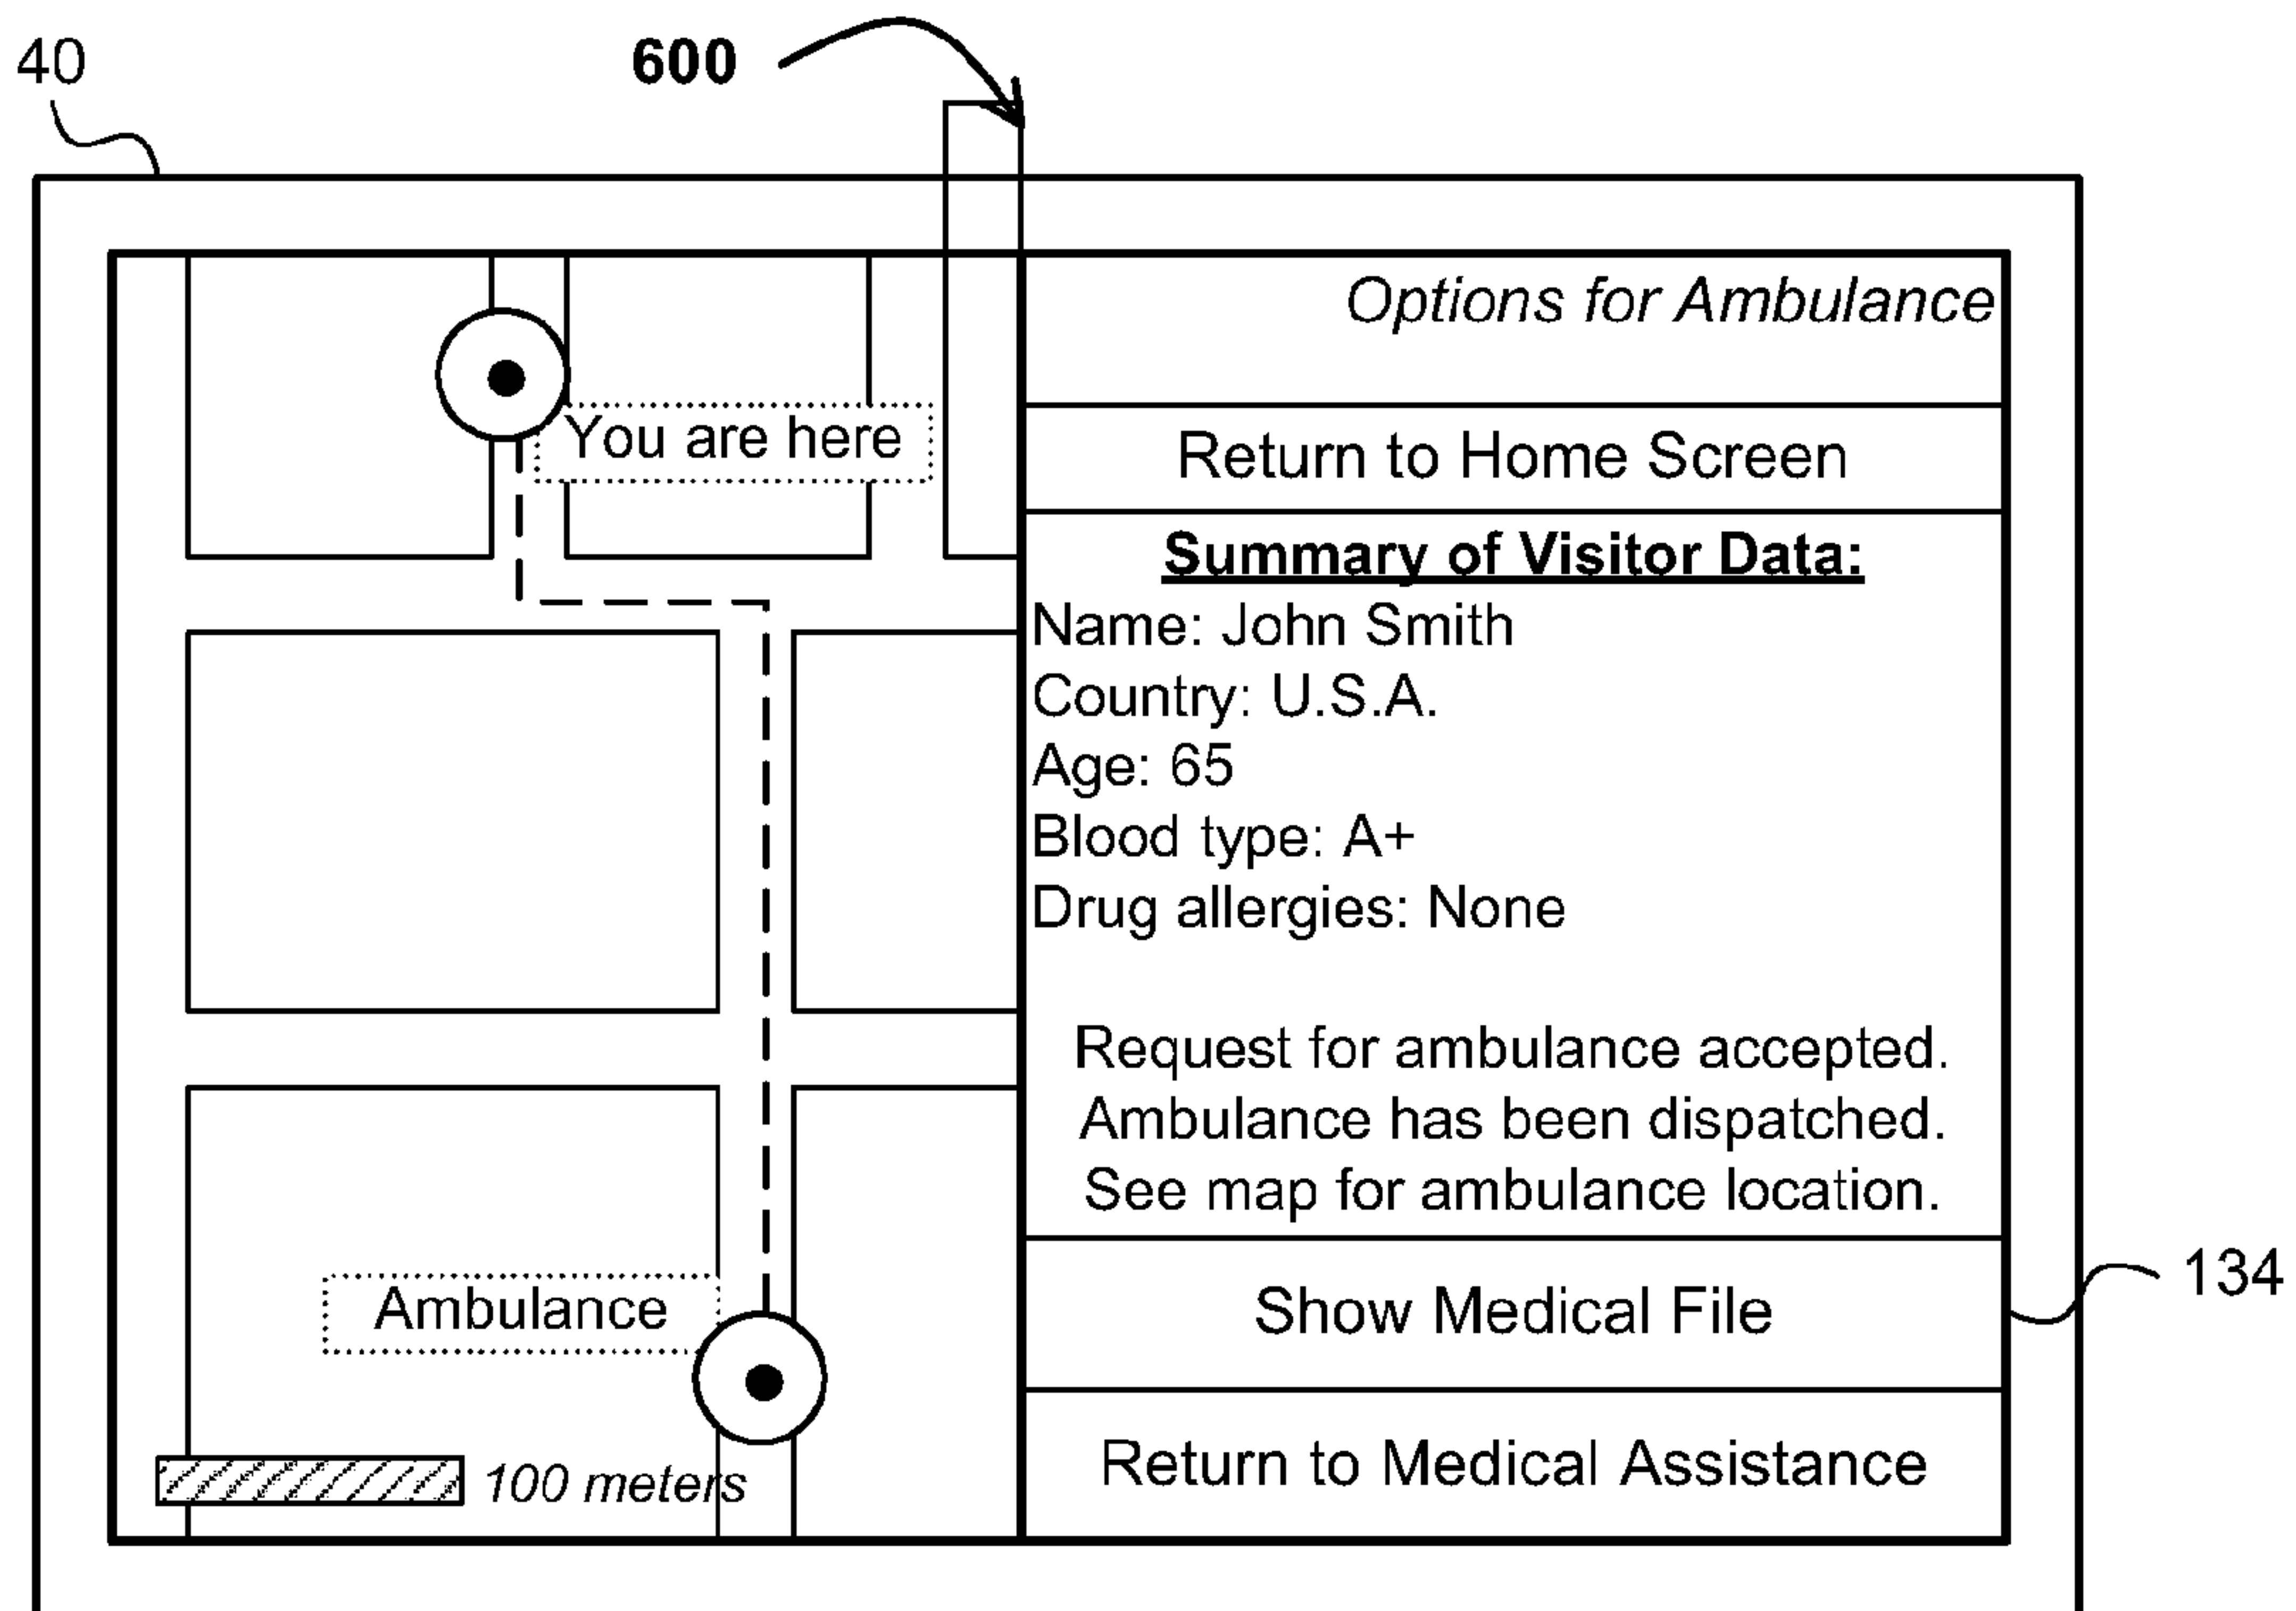 40
600
You are here
Ambulance
100 meters
Options for Ambulance
Return to Home Screen
Summary of Visitor Data:
Name: John Smith
Country: U.S.A.
Age: 65
Blood type: A+
Drug allergies: None
Request for ambulance accepted.
Ambulance has been dispatched.
See map for ambulance location.
Show Medical File
Return to Medical Assistance
134